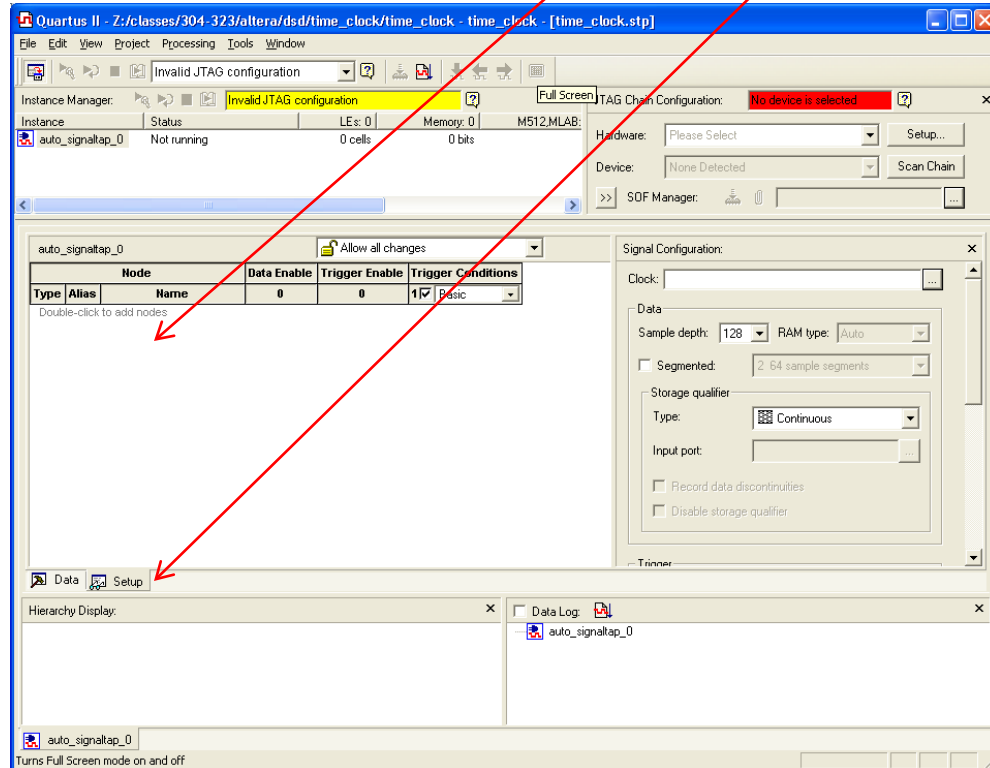 Quartus II - Z:/classes/304-323/altera/dsd/time_clock/time_clock - time_clock - [time_clock.stp]
File Edit View Project Processing Tools Window
Invalid JTAG configuration
Full Screen
Instance Manager: Invalid JTAG configuration
JTAG Chain Configuration: No device is selected
Instance Status LEs: 0 Memory: 0 M512,MLAB:
auto_signaltap_0 Not running 0 cells 0 bits
Hardware: Please Select Setup...
Device: None Detected Scan Chain
>> SOF Manager: ...
auto_signaltap_0 Allow all changes
Signal Configuration:
Node Data Enable Trigger Enable Trigger Conditions
Type Alias Name 0 0 1 Basic
Double-click to add nodes
Clock: ...
Data
Sample depth: 128 RAM type: Auto
Segmented: 2 64 sample segments
Storage qualifier
Type: Continuous
Input port: ...
Record data discontinuities
Disable storage qualifier
Trigger
Data Setup
Hierarchy Display:
Data Log:
auto_signaltap_0
auto_signaltap_0
Turns Full Screen mode on and off